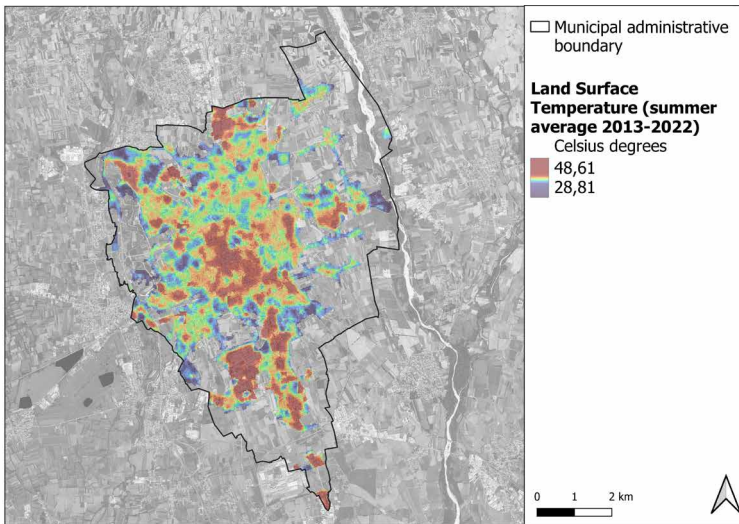 Municipal administrative
boundary
Land Surface
Temperature (summer
average 2013-2022)
Celsius degrees
48,61
28,81
0 1 2 km